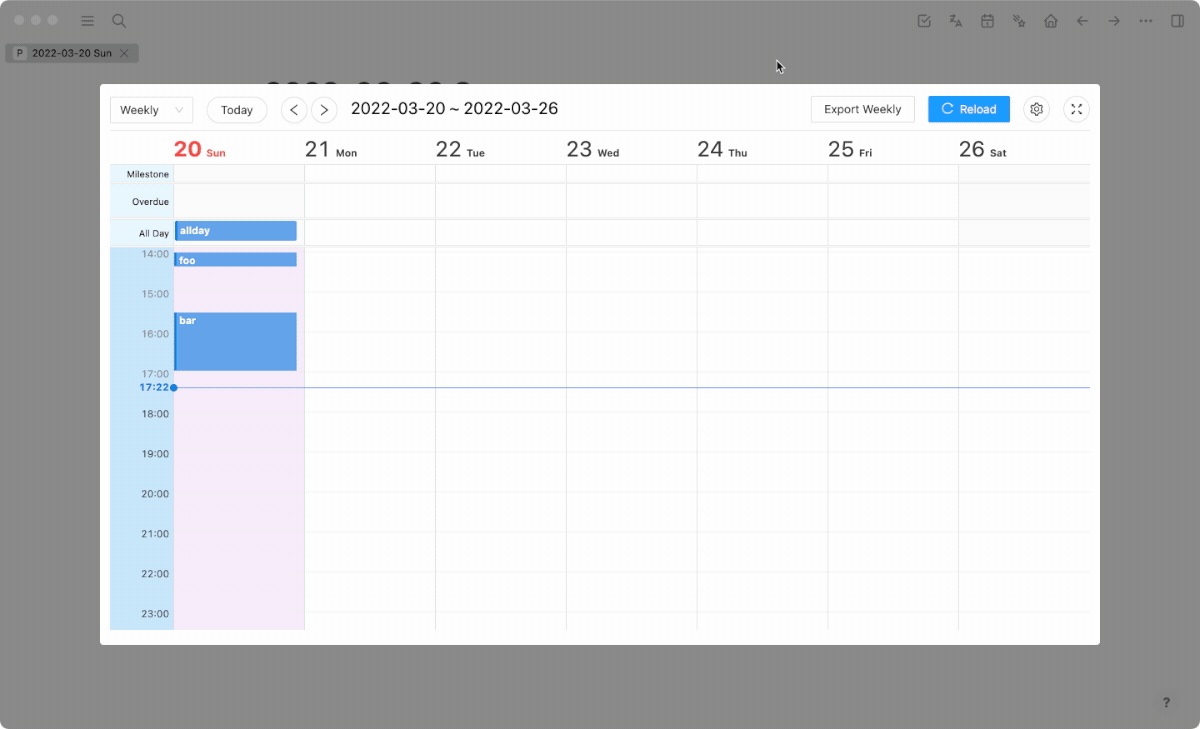 P 2022-03-20 Sun
Weekly Today 2022-03-20 ~ 2022-03-26 Export Weekly Reload
20 Sun 21 Mon 22 Tue 23 Wed 24 Thu 25 Fri 26 Sat
Milestone
Overdue
All Day allday
14:00 foo
15:00
bar
16:00
17:00
17:22
18:00
19:00
20:00
21:00
22:00
23:00
?